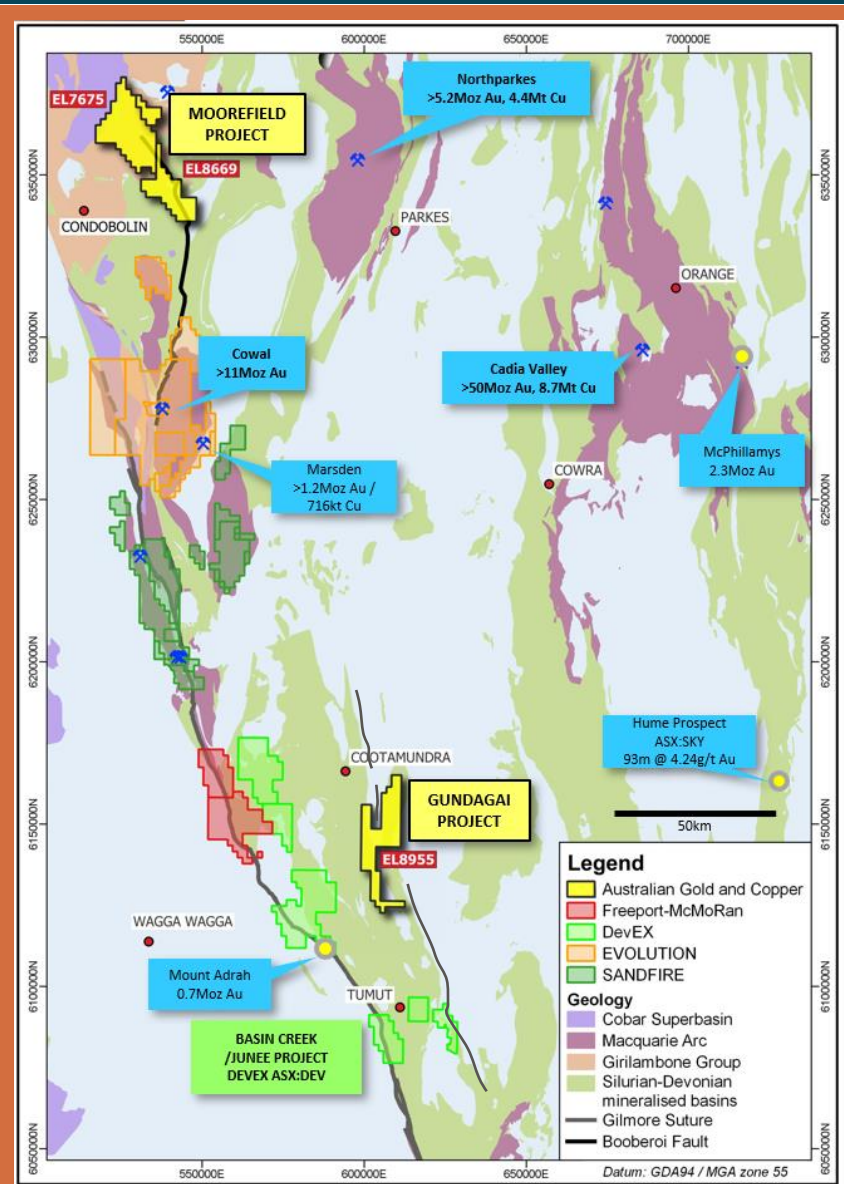 550000E
600000E
650000E
700000E
6350000N
6300000N
6250000N
6200000N
6150000N
6100000N
6050000N
6350000N
6300000N
6250000N
6200000N
6150000N
6100000N
6050000N
EL7675
MOOREFIELD
PROJECT
EL8669
CONDOBOLIN
Northparkes
>5.2Moz Au, 4.4Mt Cu
PARKES
ORANGE
Cowal
>11Moz Au
Cadia Valley
>50Moz Au, 8.7Mt Cu
McPhillamys
2.3Moz Au
Marsden
>1.2Moz Au /
716kt Cu
COWRA
Hume Prospect
ASX:SKY
93m @ 4.24g/t Au
COOTAMUNDRA
GUNDAGAI
PROJECT
EL8955
50km
WAGGA WAGGA
Mount Adrah
0.7Moz Au
TUMUT
BASIN CREEK
/JUNEE PROJECT
DEVEX ASX:DEV
Legend
Australian Gold and Copper
Freeport-McMoRan
DevEX
EVOLUTION
SANDFIRE
Geology
Cobar Superbasin
Macquarie Arc
Girilambone Group
Silurian-Devonian
mineralised basins
Gilmore Suture
Booberoi Fault
550000E
600000E
650000E
Datum: GDA94 / MGA zone 55